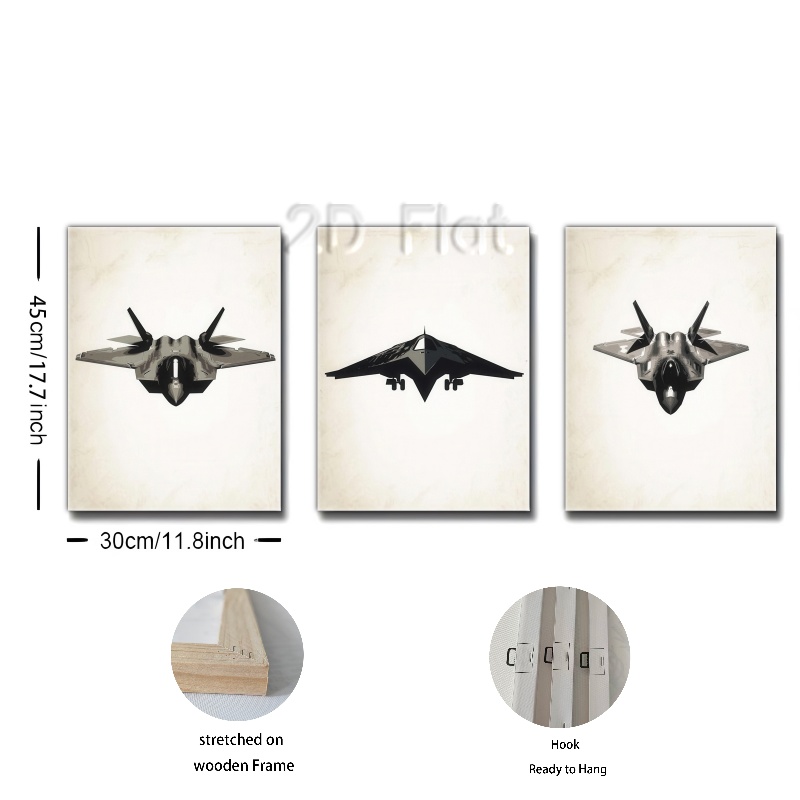 2D Flat
45cm/17.7inch
30cm/11.8inch
stretched on
wooden Frame
Hook
Ready to Hang